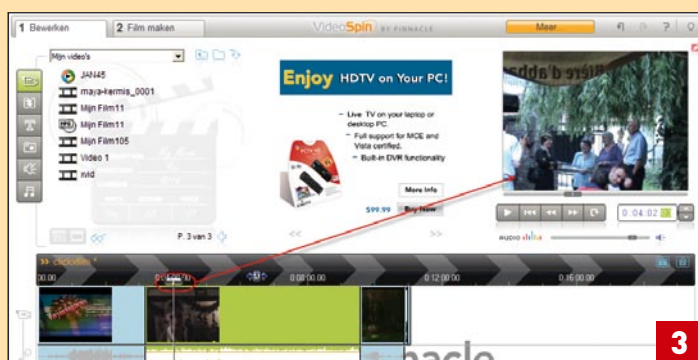 1 Bewerken
2 Film maken
VideoSpin BY PINNACLE
Meer...
?
Mijn video's
JAN45
maya-kermis_0001
Mijn Film11
Mijn Film11
Mijn Film105
Video 1
xvid
P. 3 van 3
Enjoy HDTV on Your PC!
- Live TV on your laptop or
desktop PC.
- Full support for MCE and
Vista certified.
- Built-in DVR functionality
More Info
$99.99 Buy Now
<< >>
0:04:02
AUDIO
0:08:00.00
0:12:00.00
0:16:00.00
3